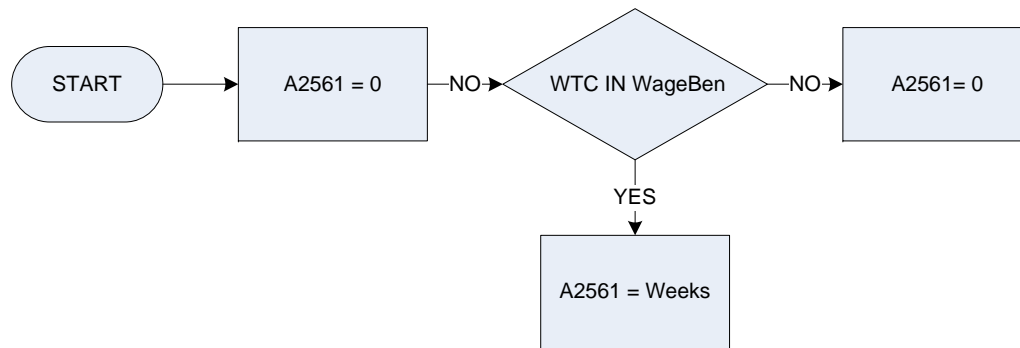 START
A2561 = 0
NO
WTC IN WageBen
NO
A2561= 0
YES
A2561 = Weeks